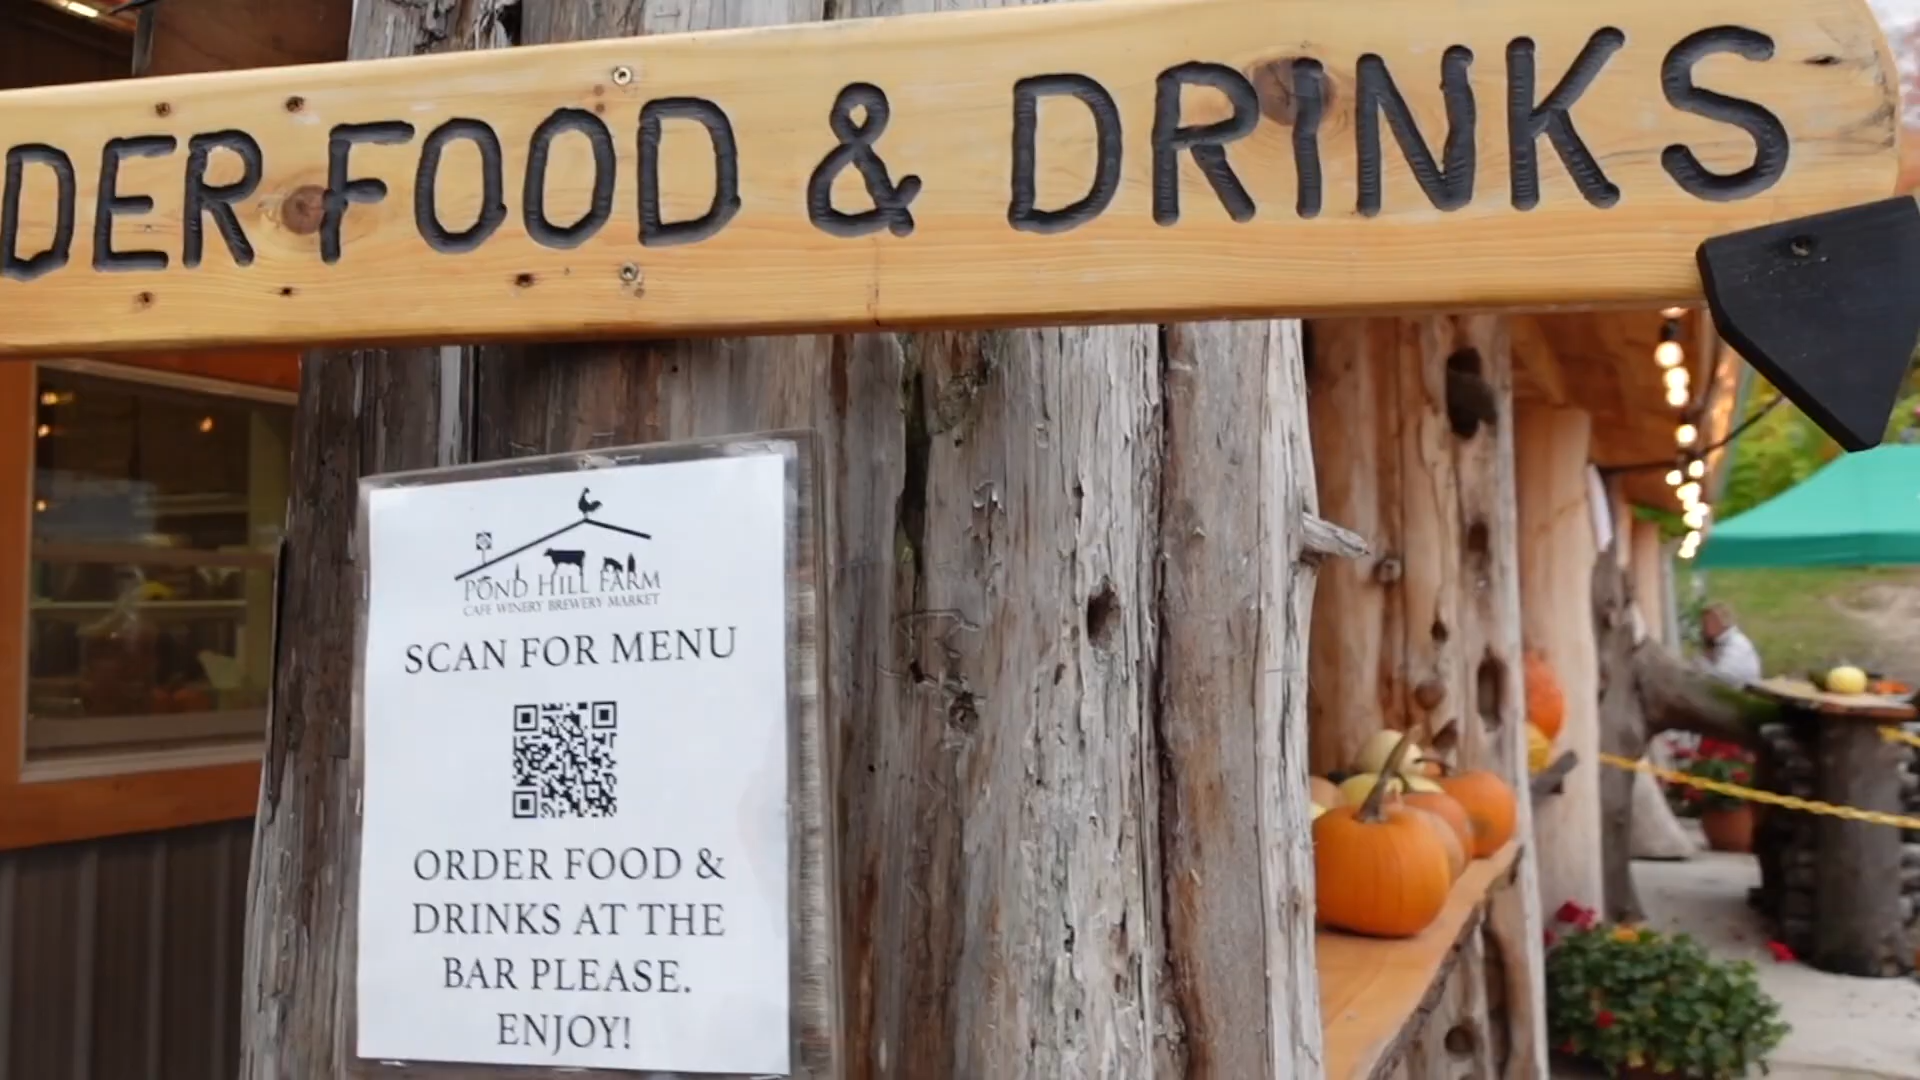 DER FOOD & DRINKS
POND HILL FARM
CAFE WINERY BREWERY MARKET
SCAN FOR MENU
ORDER FOOD &
DRINKS AT THE
BAR PLEASE.
ENJOY!